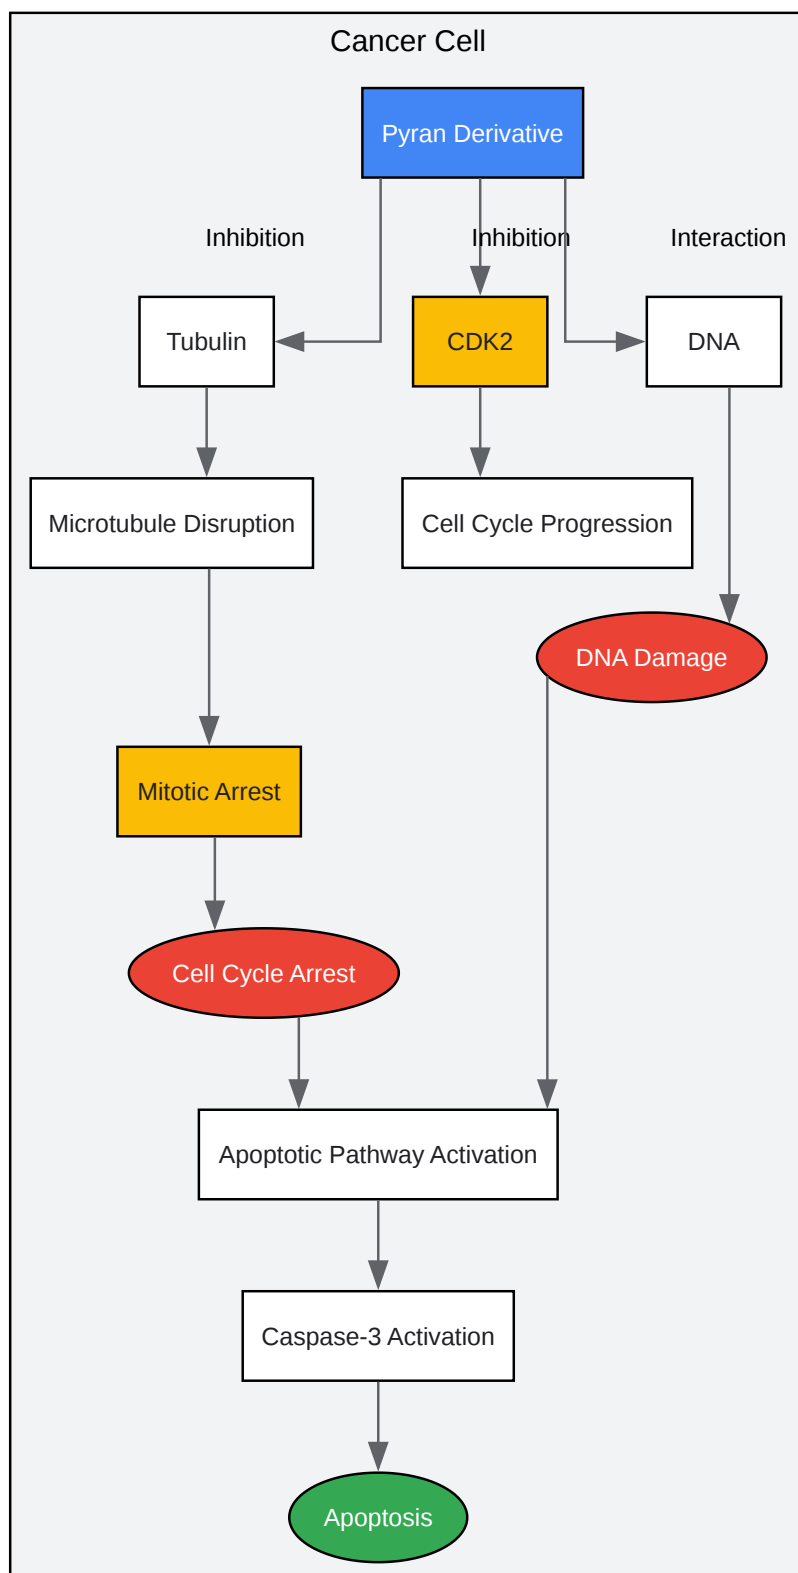 Cancer Cell
Pyran Derivative
Inhibition
Inhibition
Interaction
Tubulin
CDK2
DNA
Microtubule Disruption
Cell Cycle Progression
DNA Damage
Mitotic Arrest
Cell Cycle Arrest
Apoptotic Pathway Activation
Caspase-3 Activation
Apoptosis